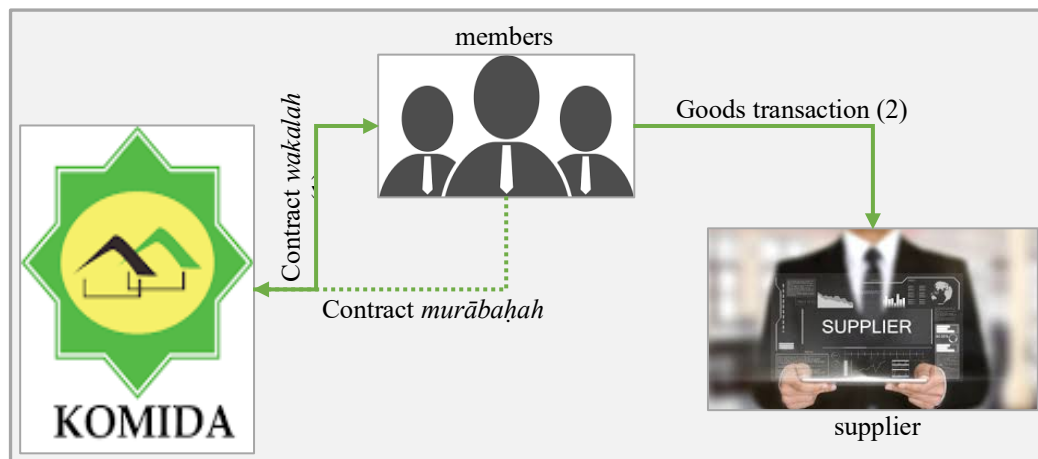 members
Contract wakalah
Goods transaction (2)
Contract murābaḥah
KOMIDA
SUPPLIER
supplier